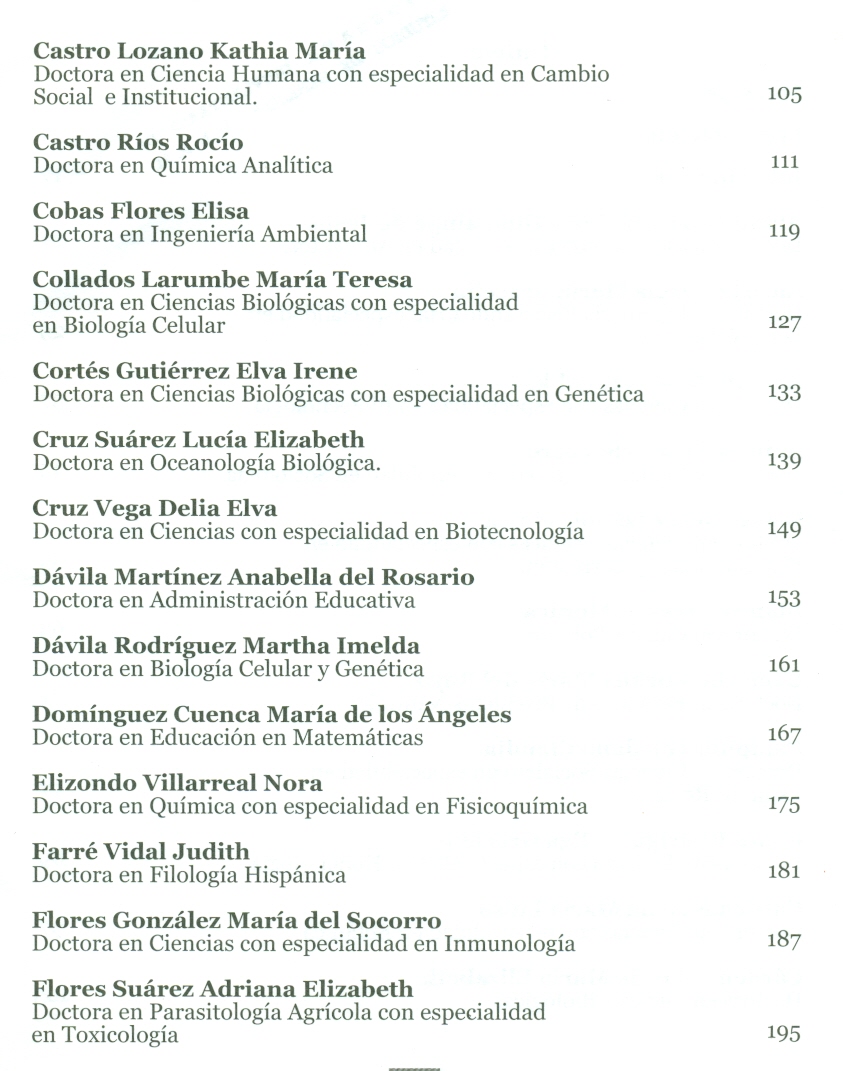 Castro Lozano Kathia María
Doctora en Ciencia Humana con especialidad en Cambio
Social e Institucional. 105
Castro Ríos Rocío
Doctora en Química Analítica 111
Cobas Flores Elisa
Doctora en Ingeniería Ambiental 119
Collados Larumbe María Teresa
Doctora en Ciencias Biológicas con especialidad
en Biología Celular 127
Cortés Gutiérrez Elva Irene
Doctora en Ciencias Biológicas con especialidad en Genética 133
Cruz Suárez Lucía Elizabeth
Doctora en Oceanología Biológica. 139
Cruz Vega Delia Elva
Doctora en Ciencias con especialidad en Biotecnología 149
Dávila Martínez Anabella del Rosario
Doctora en Administración Educativa 153
Dávila Rodríguez Martha Imelda
Doctora en Biología Celular y Genética 161
Domínguez Cuenca María de los Ángeles
Doctora en Educación en Matemáticas 167
Elizondo Villarreal Nora
Doctora en Química con especialidad en Fisicoquímica 175
Farré Vidal Judith
Doctora en Filología Hispánica 181
Flores González María del Socorro
Doctora en Ciencias con especialidad en Inmunología 187
Flores Suárez Adriana Elizabeth
Doctora en Parasitología Agrícola con especialidad
en Toxicología 195